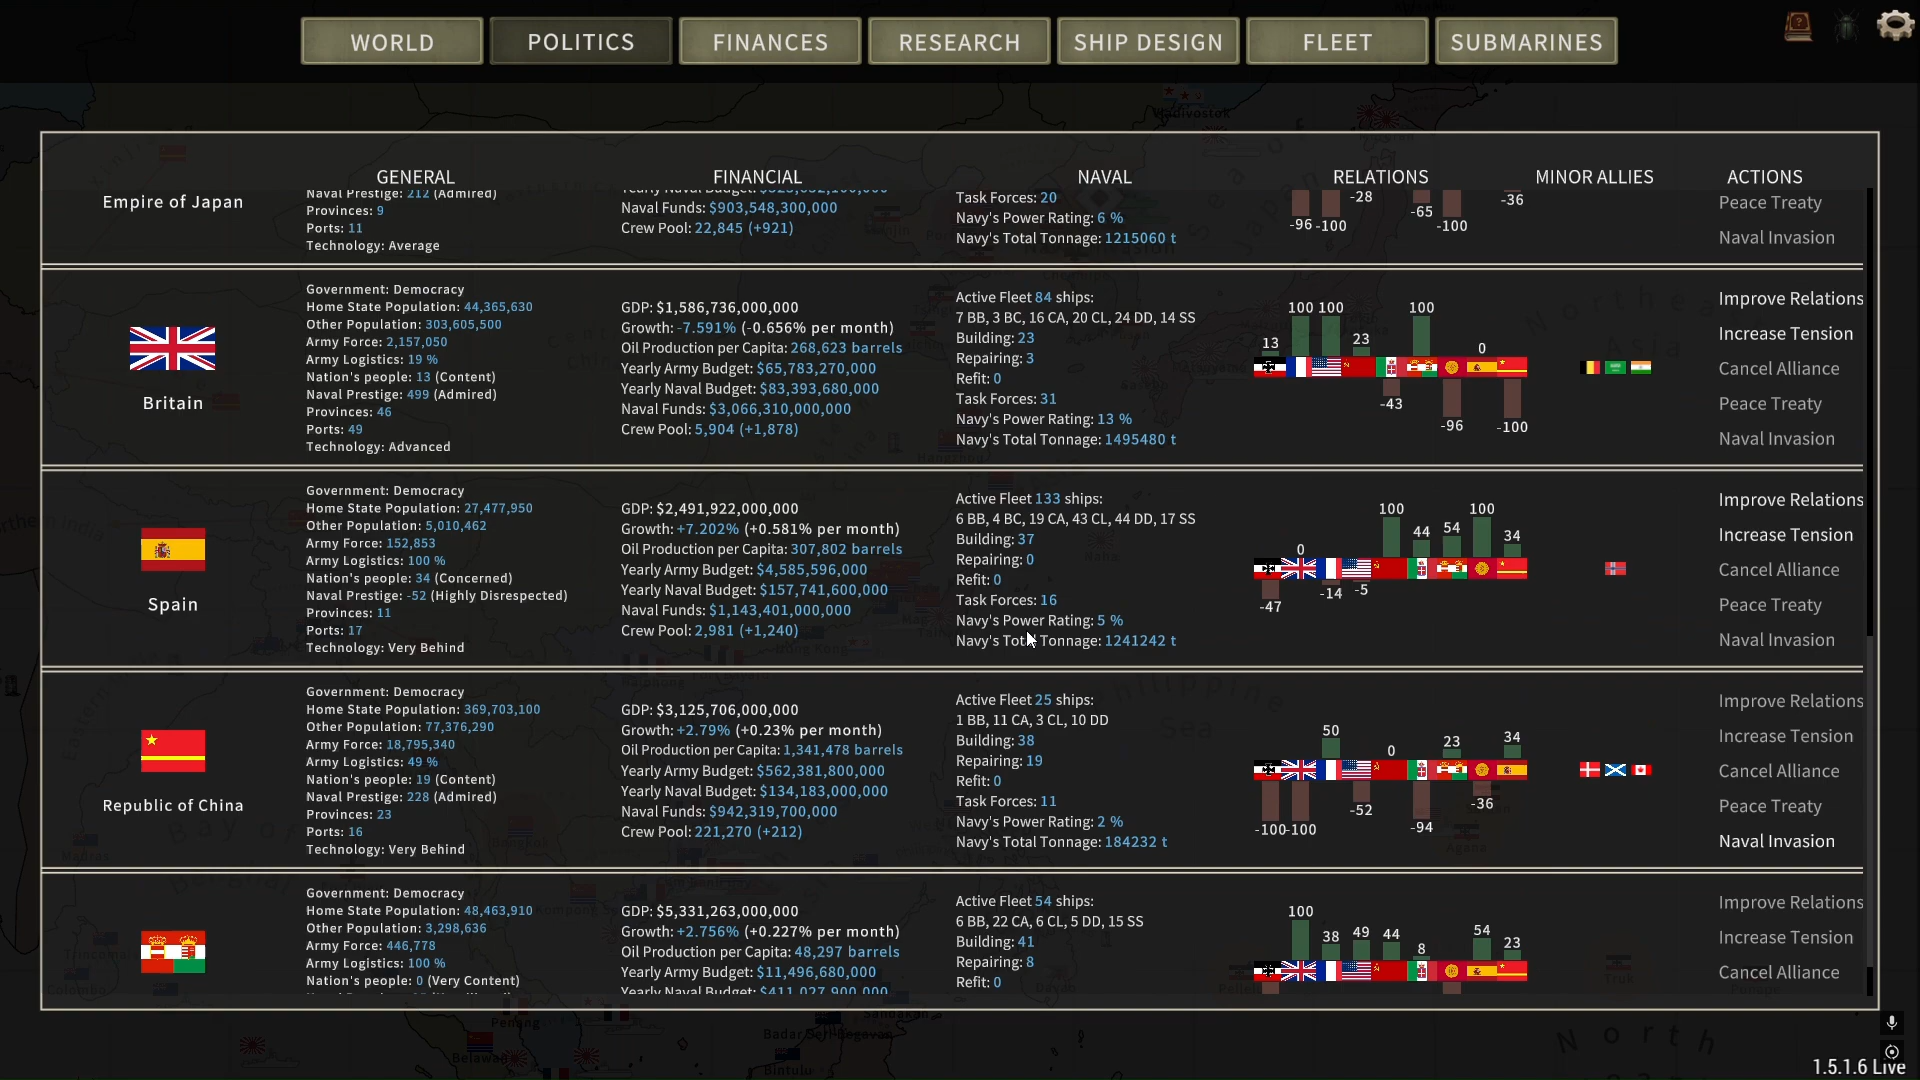 WORLD
POLITICS
FINANCES
RESEARCH
SHIP DESIGN
FLEET
SUBMARINES
GENERAL
FINANCIAL
NAVAL
RELATIONS
MINOR ALLIES
ACTIONS
Empire of Japan
Naval Prestige: 212 (Admired)
Provinces: 9
Ports: 11
Technology: Average
Naval Funds: $903,548,300,000
Crew Pool: 22,845 (+921)
Task Forces: 20
Navy's Power Rating: 6 %
Navy's Total Tonnage: 1215060 t
-96
-100
-28
-65
-100
-36
Peace Treaty
Naval Invasion
Britain
Government: Democracy
Home State Population: 44,365,630
Other Population: 303,605,500
Army Force: 2,157,050
Army Logistics: 19 %
Nation's people: 13 (Content)
Naval Prestige: 499 (Admired)
Provinces: 46
Ports: 49
Technology: Advanced
GDP: $1,586,736,000,000
Growth: -7.591% (-0.656% per month)
Oil Production per Capita: 268,623 barrels
Yearly Army Budget: $65,783,270,000
Yearly Naval Budget: $83,393,680,000
Naval Funds: $3,066,310,000,000
Crew Pool: 5,904 (+1,878)
Active Fleet 84 ships:
7 BB, 3 BC, 16 CA, 20 CL, 24 DD, 14 SS
Building: 23
Repairing: 3
Refit: 0
Task Forces: 31
Navy's Power Rating: 13 %
Navy's Total Tonnage: 1495480 t
13
100
100
23
-43
100
-96
0
-100
Improve Relations
Increase Tension
Cancel Alliance
Peace Treaty
Naval Invasion
Spain
Government: Democracy
Home State Population: 27,477,950
Other Population: 5,010,462
Army Force: 152,853
Army Logistics: 100 %
Nation's people: 34 (Concerned)
Naval Prestige: -52 (Highly Disrespected)
Provinces: 11
Ports: 17
Technology: Very Behind
GDP: $2,491,922,000,000
Growth: +7.202% (+0.581% per month)
Oil Production per Capita: 307,802 barrels
Yearly Army Budget: $4,585,596,000
Yearly Naval Budget: $157,741,600,000
Naval Funds: $1,143,401,000,000
Crew Pool: 2,981 (+1,240)
Active Fleet 133 ships:
6 BB, 4 BC, 19 CA, 43 CL, 44 DD, 17 SS
Building: 37
Repairing: 0
Refit: 0
Task Forces: 16
Navy's Power Rating: 5 %
Navy's Total Tonnage: 1241242 t
-47
0
-14
-5
100
44
54
100
34
Improve Relations
Increase Tension
Cancel Alliance
Peace Treaty
Naval Invasion
Republic of China
Government: Democracy
Home State Population: 369,703,100
Other Population: 77,376,290
Army Force: 18,795,340
Army Logistics: 49 %
Nation's people: 19 (Content)
Naval Prestige: 228 (Admired)
Provinces: 23
Ports: 16
Technology: Very Behind
GDP: $3,125,706,000,000
Growth: +2.79% (+0.23% per month)
Oil Production per Capita: 1,341,478 barrels
Yearly Army Budget: $562,381,800,000
Yearly Naval Budget: $134,183,000,000
Naval Funds: $942,319,700,000
Crew Pool: 221,270 (+212)
Active Fleet 25 ships:
1 BB, 11 CA, 3 CL, 10 DD
Building: 38
Repairing: 19
Refit: 0
Task Forces: 11
Navy's Power Rating: 2 %
Navy's Total Tonnage: 184232 t
-100
-100
50
-52
0
-94
23
-36
34
Improve Relations
Increase Tension
Cancel Alliance
Peace Treaty
Naval Invasion
Government: Democracy
Home State Population: 48,463,910
Other Population: 3,298,636
Army Force: 446,778
Army Logistics: 100 %
Nation's people: 0 (Very Content)
GDP: $5,331,263,000,000
Growth: +2.756% (+0.227% per month)
Oil Production per Capita: 48,297 barrels
Yearly Army Budget: $11,496,680,000
Yearly Naval Budget: $411,027,900,000
Active Fleet 54 ships:
6 BB, 22 CA, 6 CL, 5 DD, 15 SS
Building: 41
Repairing: 8
Refit: 0
100
38
49
44
8
54
23
Improve Relations
Increase Tension
Cancel Alliance
Vladivostok
Penang
Belawan
Badar Seri Begavan
Bintulu
1.5.1.6 Live